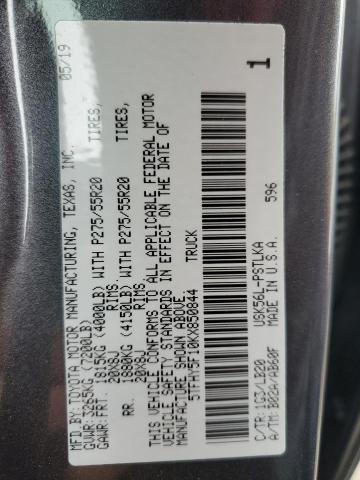 MFD.BY:TOYOTA MOTOR MANUFACTURING, TEXAS, INC. 05/19
GVWR:3265KG(7200LB)
GAWR:FRT. 1815KG(4000LB)WITH P275/55R20 TIRES,
20X8J RIMS,
RR. 1880KG(4150LB)WITH P275/55R20 TIRES,
20X8J RIMS
THIS VEHICLE CONFORMS TO ALL APPLICABLE FEDERAL MOTOR
VEHICLE SAFETY STANDARDS IN EFFECT ON THE DATE OF
MANUFACTURE SHOWN ABOVE.
5TFHY5F10KX850844 TRUCK
1
C/TR:1G3/LB20 USK56L-PSTLKA
A/TM:B02A/AB60F MADE IN U.S.A. 596